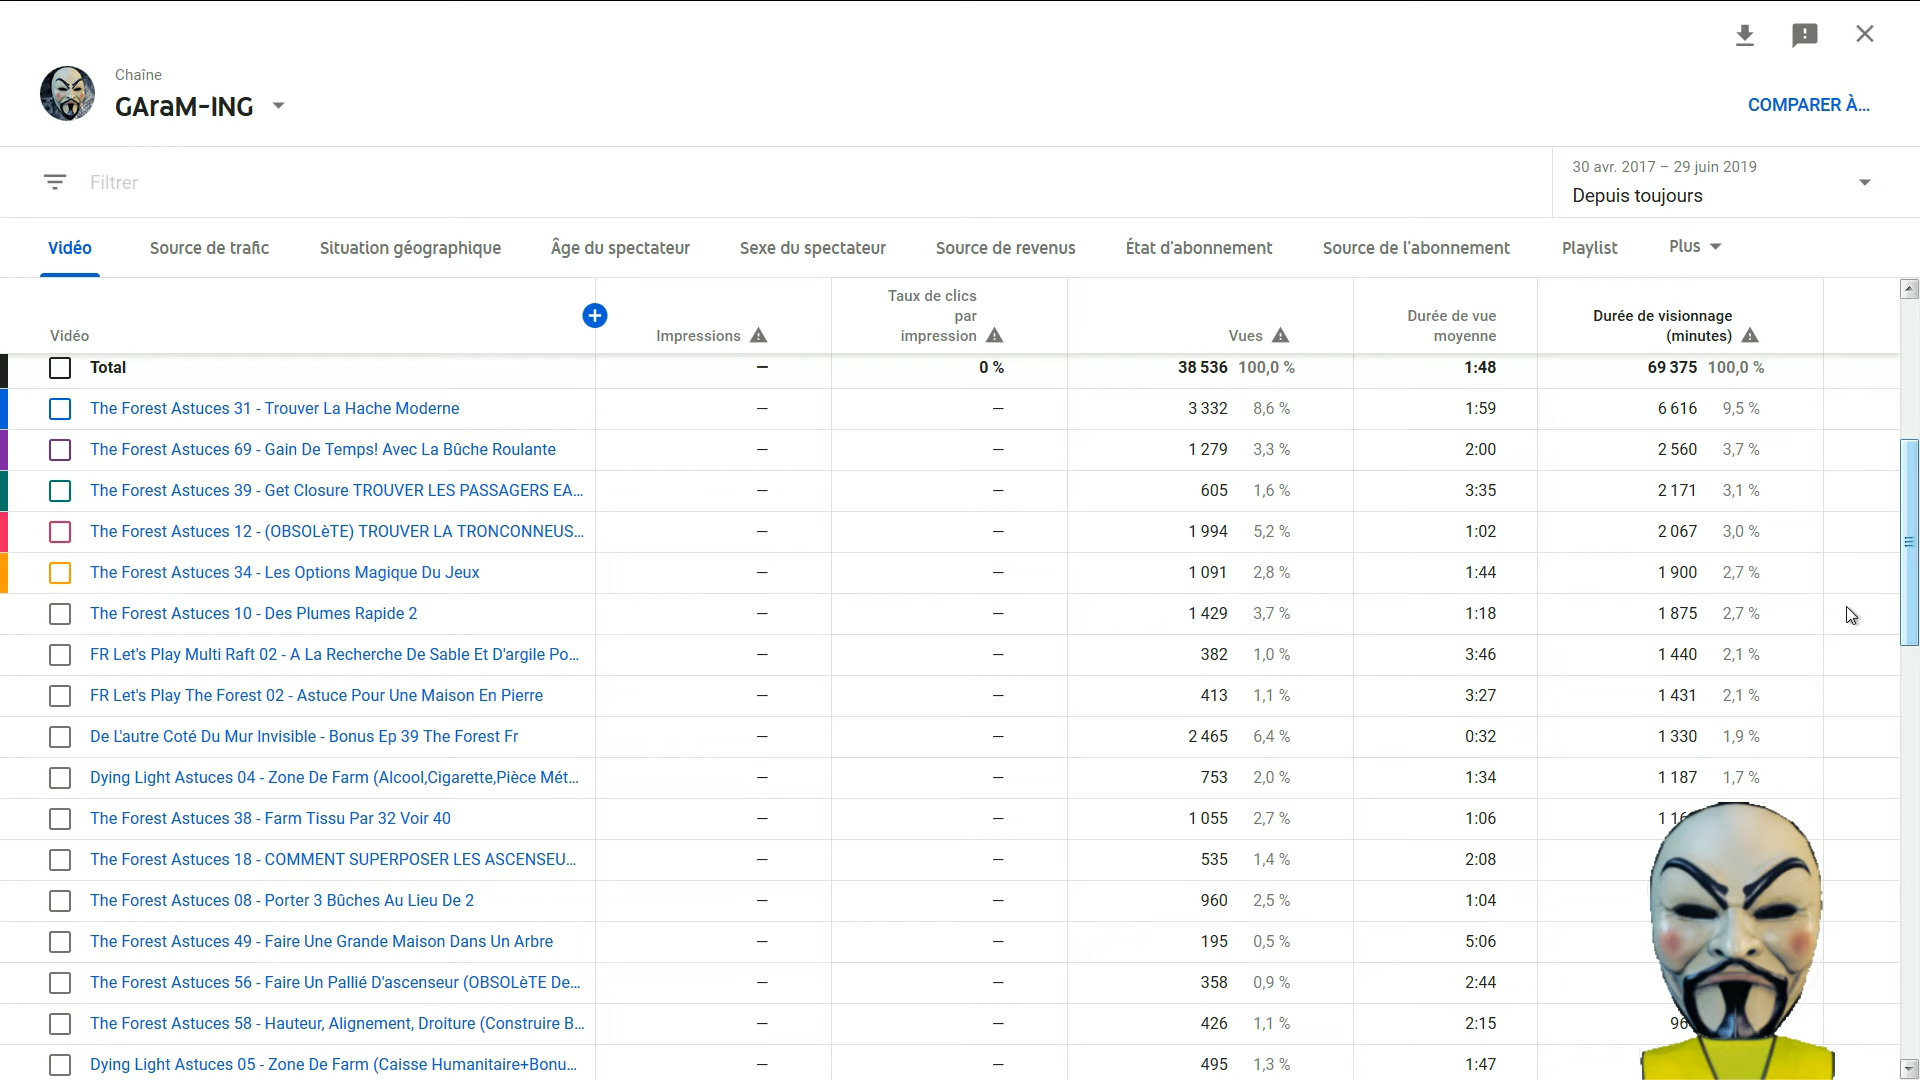 Chaîne
GAraM-ING
COMPARER À...
Filtrer
30 avr. 2017 – 29 juin 2019
Depuis toujours
Vidéo Source de trafic Situation géographique Âge du spectateur Sexe du spectateur Source de revenus État d'abonnement Source de l'abonnement Playlist Plus
Vidéo Impressions Taux de clics par impression Vues Durée de vue moyenne Durée de visionnage (minutes)
Total — 0 % 38 536 100,0 % 1:48 69 375 100,0 %
The Forest Astuces 31 - Trouver La Hache Moderne — — 3 332 8,6 % 1:59 6 616 9,5 %
The Forest Astuces 69 - Gain De Temps! Avec La Bûche Roulante — — 1 279 3,3 % 2:00 2 560 3,7 %
The Forest Astuces 39 - Get Closure TROUVER LES PASSAGERS EA... — — 605 1,6 % 3:35 2 171 3,1 %
The Forest Astuces 12 - (OBSOLèTE) TROUVER LA TRONCONNEUS... — — 1 994 5,2 % 1:02 2 067 3,0 %
The Forest Astuces 34 - Les Options Magique Du Jeux — — 1 091 2,8 % 1:44 1 900 2,7 %
The Forest Astuces 10 - Des Plumes Rapide 2 — — 1 429 3,7 % 1:18 1 875 2,7 %
FR Let's Play Multi Raft 02 - A La Recherche De Sable Et D'argile Po... — — 382 1,0 % 3:46 1 440 2,1 %
FR Let's Play The Forest 02 - Astuce Pour Une Maison En Pierre — — 413 1,1 % 3:27 1 431 2,1 %
De L'autre Coté Du Mur Invisible - Bonus Ep 39 The Forest Fr — — 2 465 6,4 % 0:32 1 330 1,9 %
Dying Light Astuces 04 - Zone De Farm (Alcool,Cigarette,Pièce Mét... — — 753 2,0 % 1:34 1 187 1,7 %
The Forest Astuces 38 - Farm Tissu Par 32 Voir 40 — — 1 055 2,7 % 1:06
The Forest Astuces 18 - COMMENT SUPERPOSER LES ASCENSEU... — — 535 1,4 % 2:08
The Forest Astuces 08 - Porter 3 Bûches Au Lieu De 2 — — 960 2,5 % 1:04
The Forest Astuces 49 - Faire Une Grande Maison Dans Un Arbre — — 195 0,5 % 5:06
The Forest Astuces 56 - Faire Un Pallié D'ascenseur (OBSOLèTE De... — — 358 0,9 % 2:44
The Forest Astuces 58 - Hauteur, Alignement, Droiture (Construire B... — — 426 1,1 % 2:15
Dying Light Astuces 05 - Zone De Farm (Caisse Humanitaire+Bonu... — — 495 1,3 % 1:47